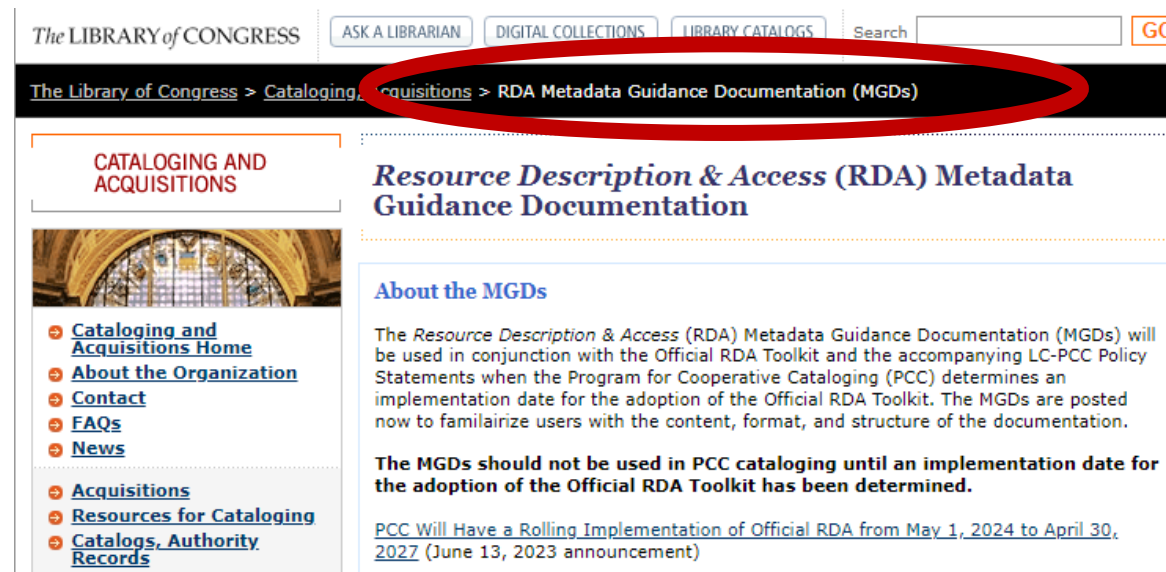 The LIBRARY of CONGRESS ASK A LIBRARIAN DIGITAL COLLECTIONS LIBRARY CATALOGS Search GO
The Library of Congress > Cataloging, Acquisitions > RDA Metadata Guidance Documentation (MGDs)
CATALOGING AND
ACQUISITIONS
Cataloging and
Acquisitions Home
About the Organization
Contact
FAQs
News
Acquisitions
Resources for Cataloging
Catalogs, Authority
Records
Resource Description & Access (RDA) Metadata
Guidance Documentation
About the MGDs
The Resource Description & Access (RDA) Metadata Guidance Documentation (MGDs) will
be used in conjunction with the Official RDA Toolkit and the accompanying LC-PCC Policy
Statements when the Program for Cooperative Cataloging (PCC) determines an
implementation date for the adoption of the Official RDA Toolkit. The MGDs are posted
now to familairize users with the content, format, and structure of the documentation.
The MGDs should not be used in PCC cataloging until an implementation date for
the adoption of the Official RDA Toolkit has been determined.
PCC Will Have a Rolling Implementation of Official RDA from May 1, 2024 to April 30,
2027 (June 13, 2023 announcement)